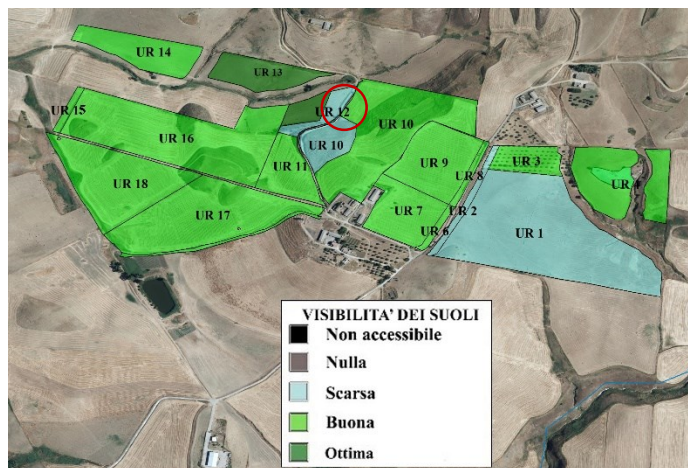 UR 14
UR 13
UR 15
UR 12
UR 10
UR 16
UR 10
UR 9
UR 3
UR 11
UR 8
UR 4
UR 18
UR 7
UR 2
UR 17
UR 6
UR 1
VISIBILITA’ DEI SUOLI
Non accessibile
Nulla
Scarsa
Buona
Ottima